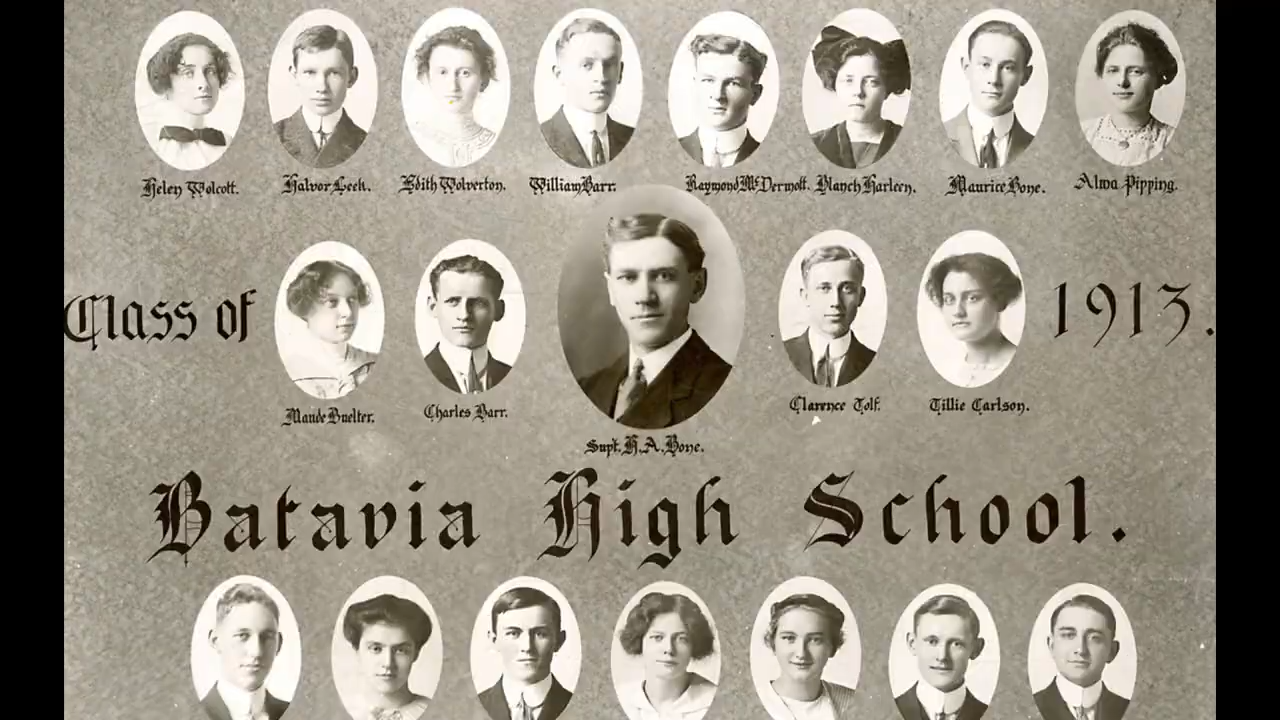 Helen Wolcott. Halvor Leek. Edith Wolverton. William Barr. Raymond McDermott. Blanch Harleen. Maurice Bone. Alma Pipping.
Class of 1913.
Maude Buelter. Charles Barr. Clarence Tolf. Tillie Carlson.
Supt. H. A. Bone.
Batavia High School.